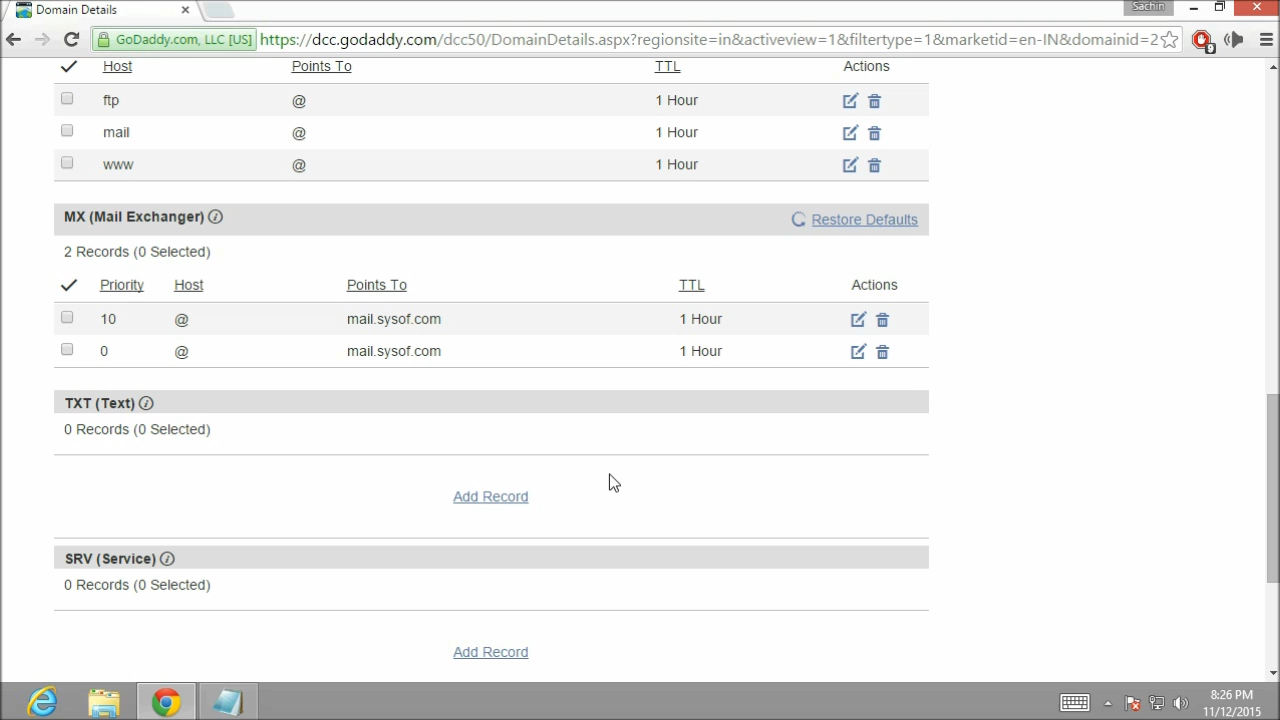 Domain Details
Sachin
GoDaddy.com, LLC [US] https://dcc.godaddy.com/dcc50/DomainDetails.aspx?regionsite=in&activeview=1&filtertype=1&marketid=en-IN&domainid=2
9
Host Points To TTL Actions
ftp @ 1 Hour
mail @ 1 Hour
www @ 1 Hour
MX (Mail Exchanger) Restore Defaults
2 Records (0 Selected)
Priority Host Points To TTL Actions
10 @ mail.sysof.com 1 Hour
0 @ mail.sysof.com 1 Hour
TXT (Text)
0 Records (0 Selected)
Add Record
SRV (Service)
0 Records (0 Selected)
Add Record
8:26 PM
11/12/2015